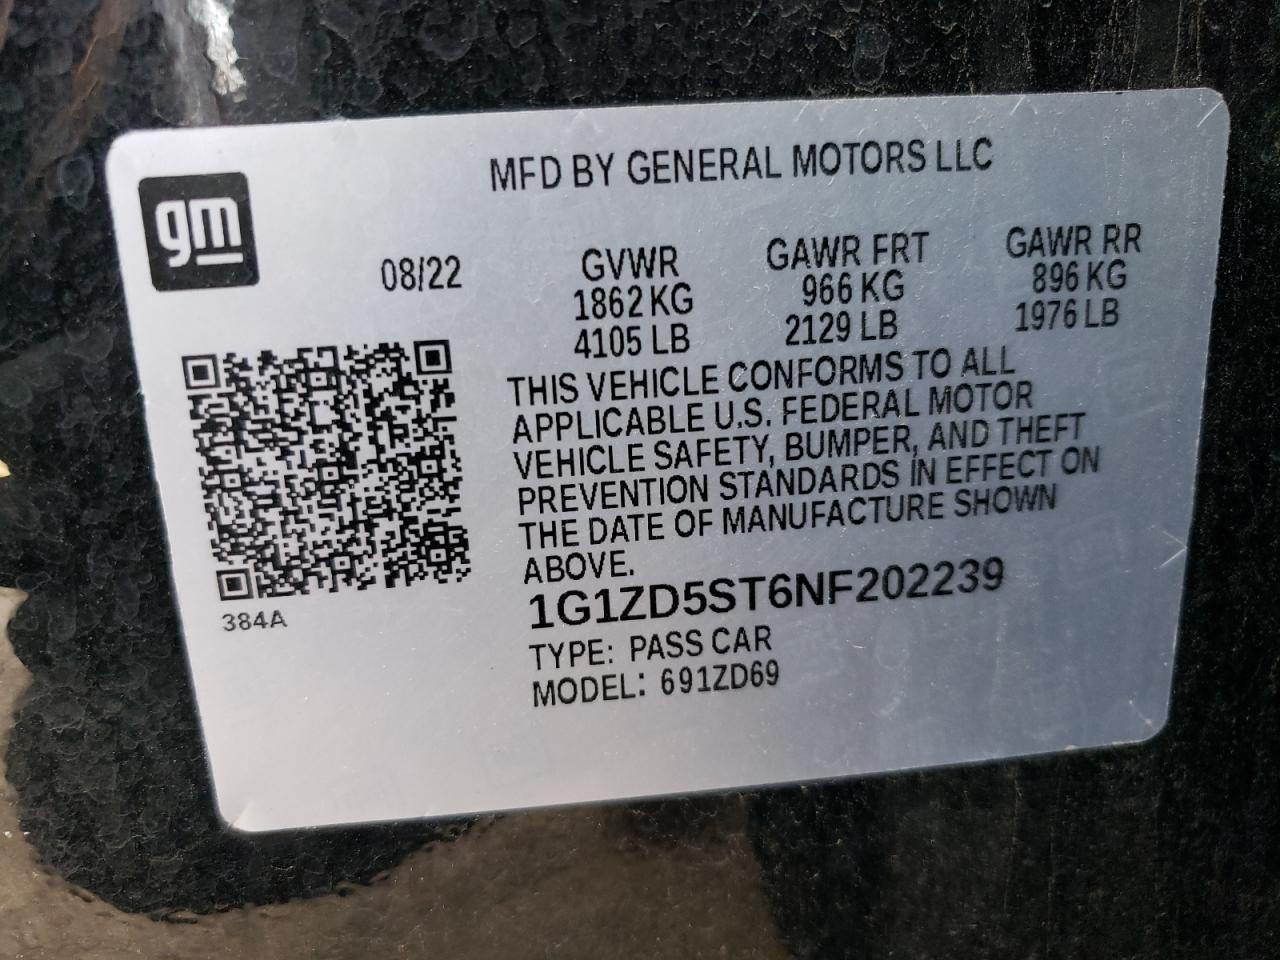 MFD BY GENERAL MOTORS LLC
gm
08/22
GVWR GAWR FRT GAWR RR
1862 KG 966 KG 896 KG
4105 LB 2129 LB 1976 LB
THIS VEHICLE CONFORMS TO ALL
APPLICABLE U.S. FEDERAL MOTOR
VEHICLE SAFETY, BUMPER, AND THEFT
PREVENTION STANDARDS IN EFFECT ON
THE DATE OF MANUFACTURE SHOWN
ABOVE.
384A
1G1ZD5ST6NF202239
TYPE: PASS CAR
MODEL: 691ZD69